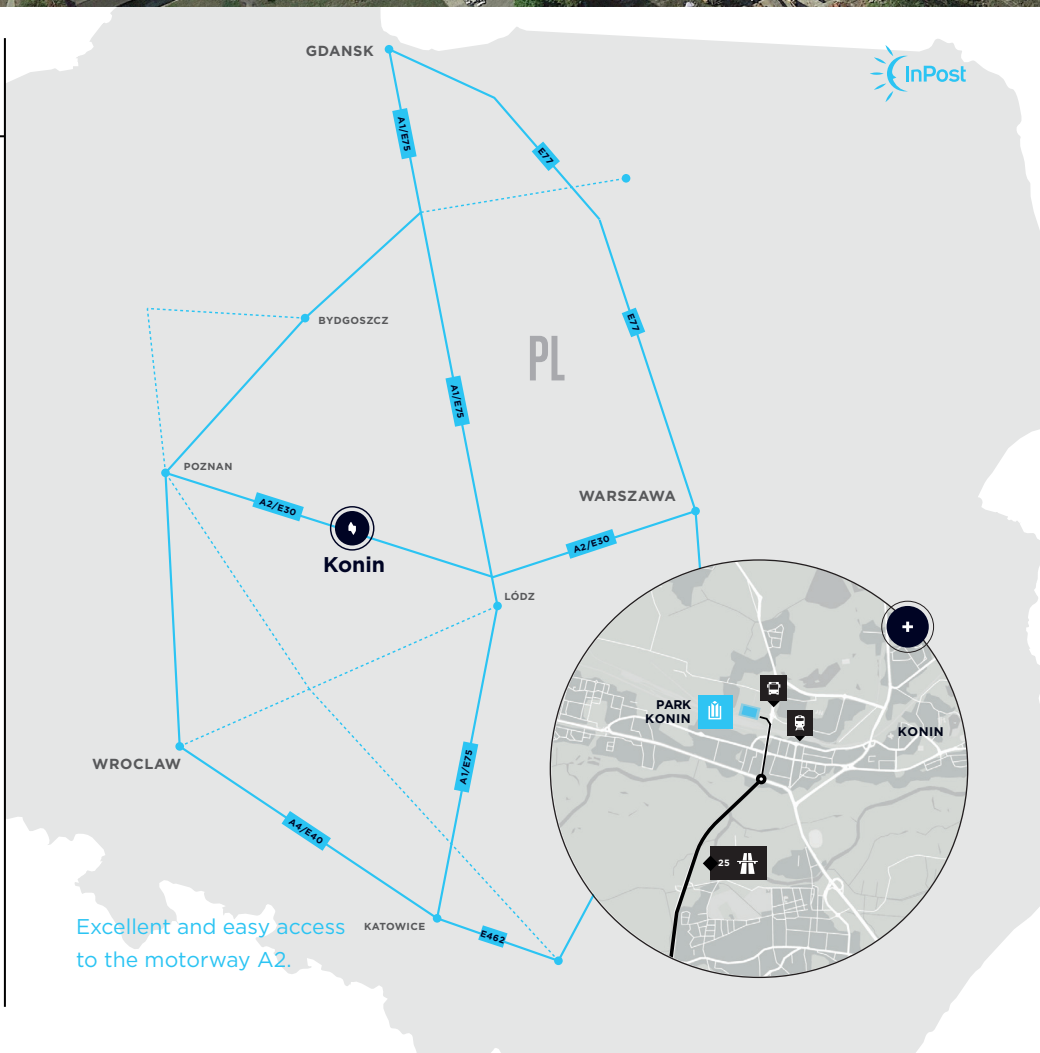 GDANSK
InPost
A1/E75
E77
E77
BYDGOSZCZ
PL
A1/E75
POZNAN
A2/E30
WARSZAWA
A2/E30
Konin
LÓDZ
+
PARK
KONIN
KONIN
WROCLAW
A1/E75
A4/E40
25
Excellent and easy access
to the motorway A2.
KATOWICE
E462